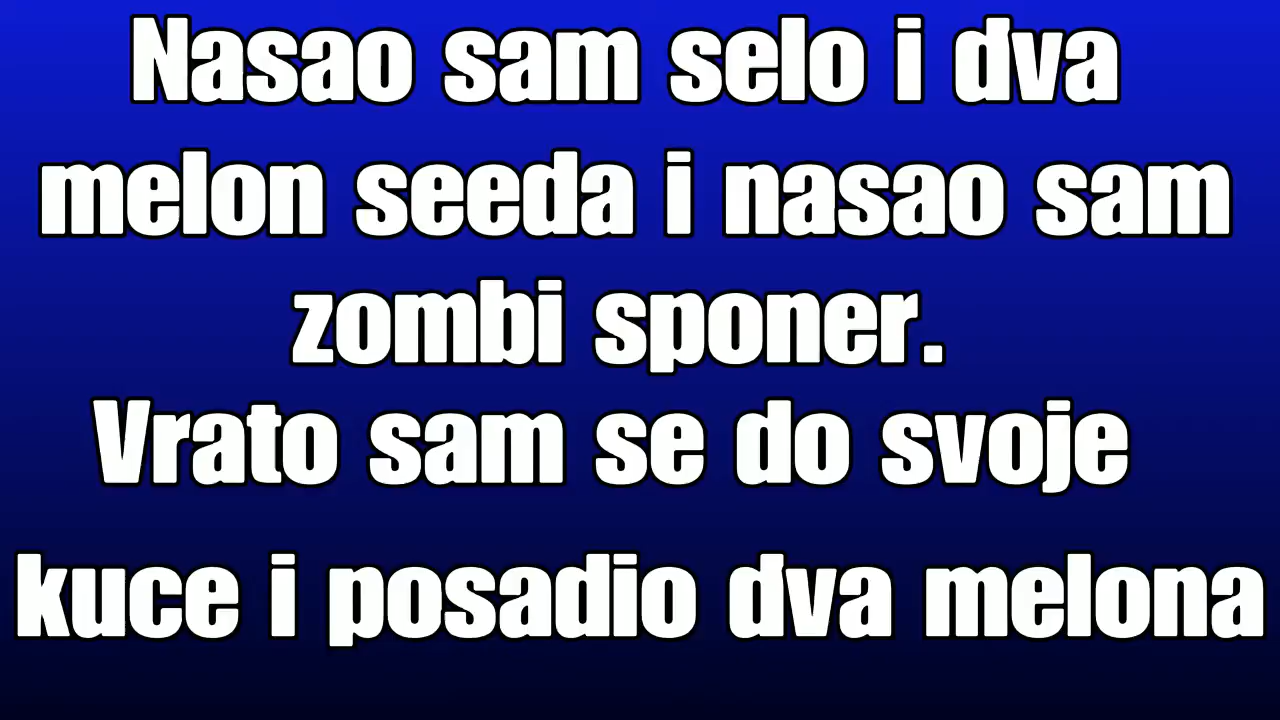 Nasao sam selo i dva
melon seeda i nasao sam
zombi sponer.
Vrato sam se do svoje
kuce i posadio dva melona